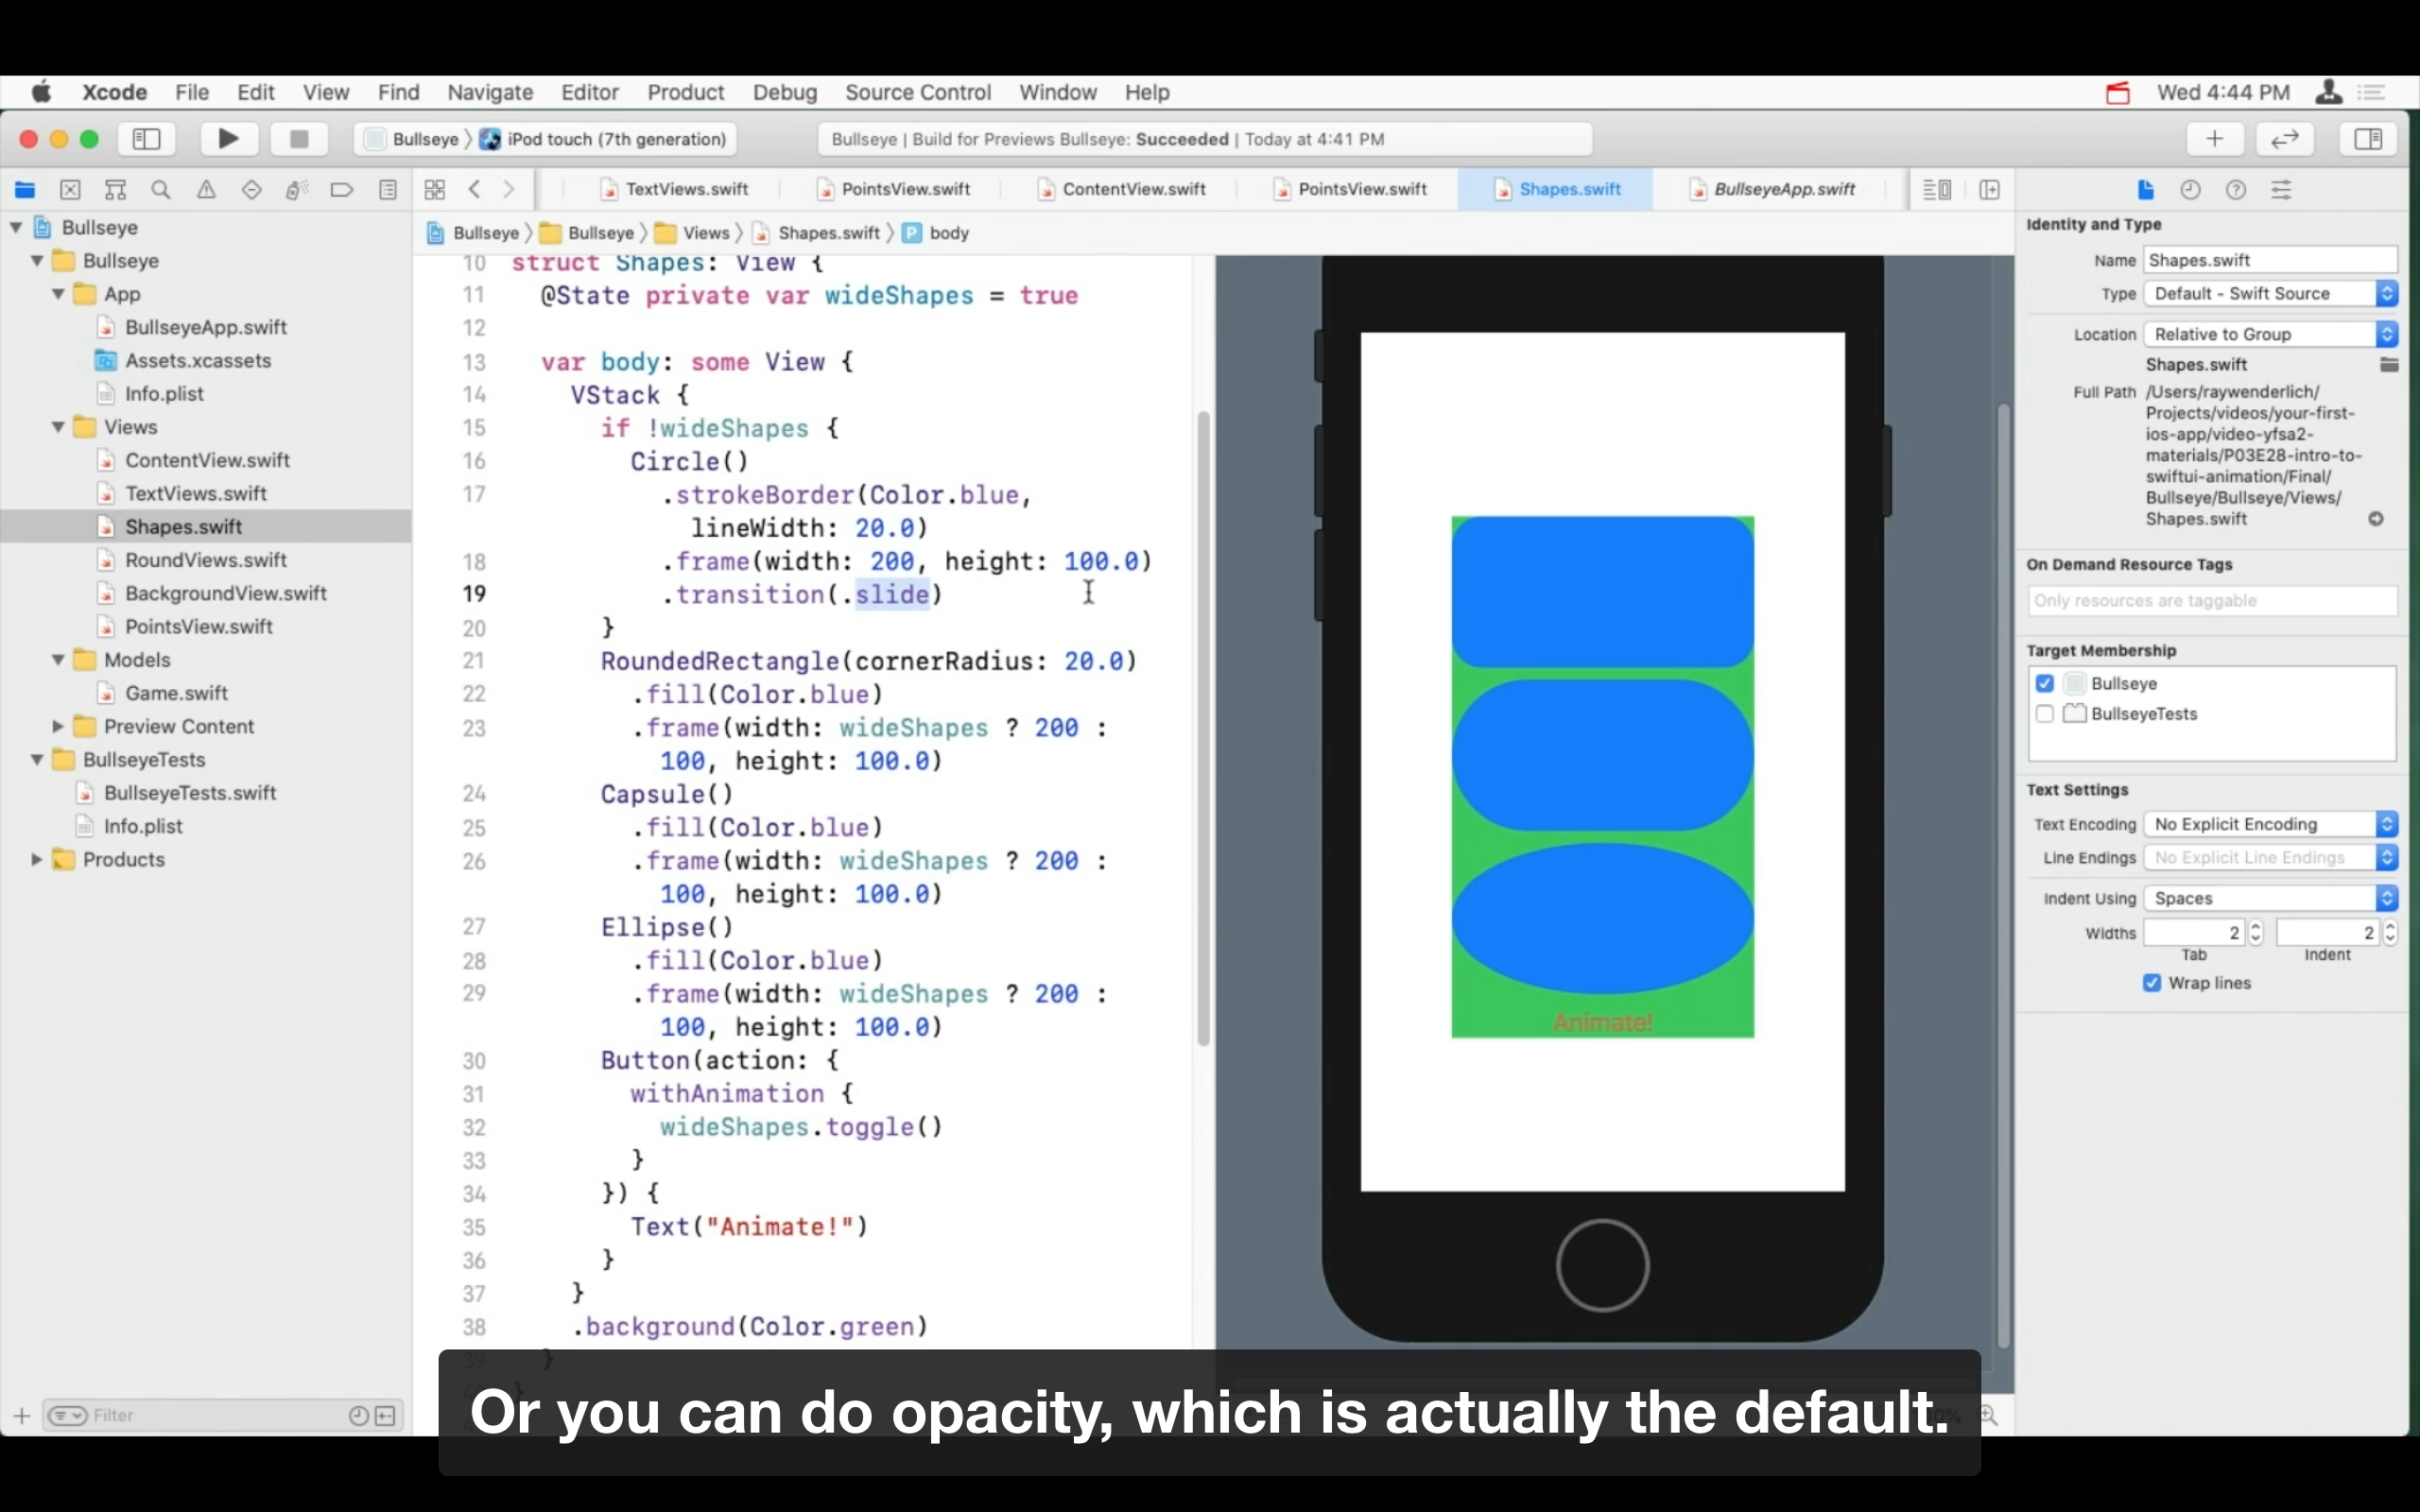 Xcode File Edit View Find Navigate Editor Product Debug Source Control Window Help Wed 4:44 PM
Bullseye iPod touch (7th generation) Bullseye | Build for Previews Bullseye: Succeeded | Today at 4:41 PM
TextViews.swift PointsView.swift ContentView.swift PointsView.swift Shapes.swift BullseyeApp.swift
Bullseye Bullseye Views Shapes.swift P body
Bullseye
Bullseye
App
BullseyeApp.swift
Assets.xcassets
Info.plist
Views
ContentView.swift
TextViews.swift
Shapes.swift
RoundViews.swift
BackgroundView.swift
PointsView.swift
Models
Game.swift
Preview Content
BullseyeTests
BullseyeTests.swift
Info.plist
Products
Filter
10 struct Shapes: View {
11 @State private var wideShapes = true
12
13 var body: some View {
14 VStack {
15 if !wideShapes {
16 Circle()
17 .strokeBorder(Color.blue,
lineWidth: 20.0)
18 .frame(width: 200, height: 100.0)
19 .transition(.slide)
20 }
21 RoundedRectangle(cornerRadius: 20.0)
22 .fill(Color.blue)
23 .frame(width: wideShapes ? 200 :
100, height: 100.0)
24 Capsule()
25 .fill(Color.blue)
26 .frame(width: wideShapes ? 200 :
100, height: 100.0)
27 Ellipse()
28 .fill(Color.blue)
29 .frame(width: wideShapes ? 200 :
100, height: 100.0)
30 Button(action: {
31 withAnimation {
32 wideShapes.toggle()
33 }
34 }) {
35 Text("Animate!")
36 }
37 }
38 .background(Color.green)
39 }
Animate!
Identity and Type
Name Shapes.swift
Type Default - Swift Source
Location Relative to Group
Shapes.swift
Full Path /Users/raywenderlich/
Projects/videos/your-first-
ios-app/video-yfsa2-
materials/P03E28-intro-to-
swiftui-animation/Final/
Bullseye/Bullseye/Views/
Shapes.swift
On Demand Resource Tags
Only resources are taggable
Target Membership
Bullseye
BullseyeTests
Text Settings
Text Encoding No Explicit Encoding
Line Endings No Explicit Line Endings
Indent Using Spaces
Widths 2 2
Tab Indent
Wrap lines
Or you can do opacity, which is actually the default.